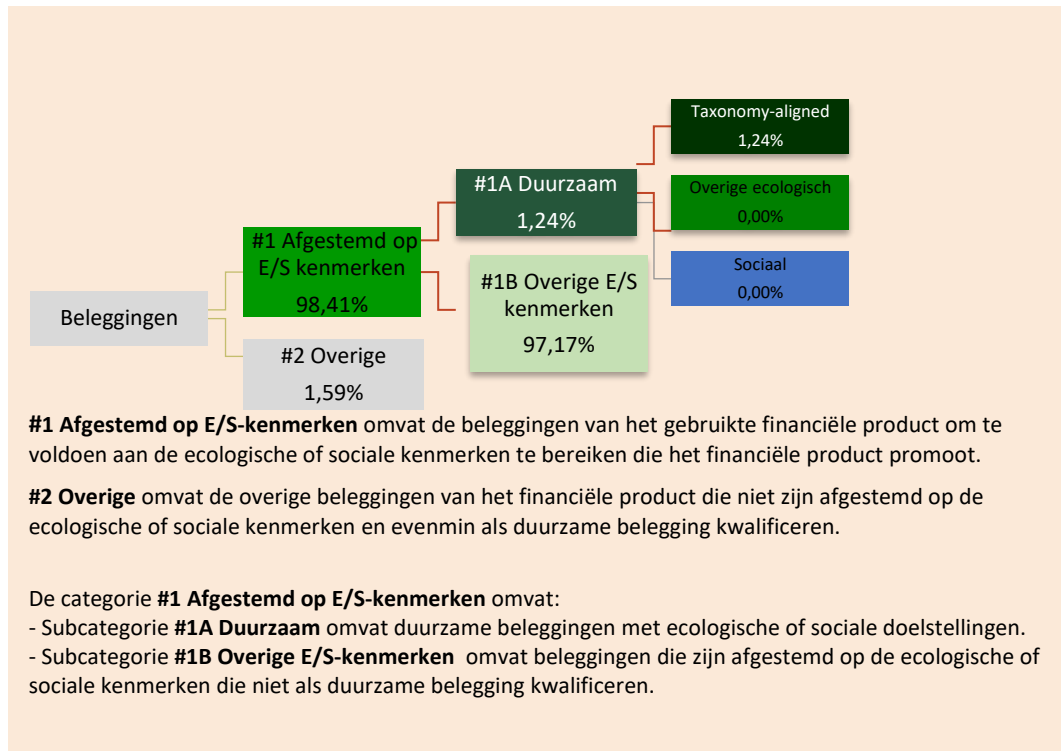 Taxonomy-aligned
1,24%
#1A Duurzaam
1,24%
Overige ecologisch
0,00%
#1 Afgestemd op
E/S kenmerken
98,41%
Sociaal
0,00%
#1B Overige E/S
kenmerken
97,17%
Beleggingen
#2 Overige
1,59%
#1 Afgestemd op E/S-kenmerken omvat de beleggingen van het gebruikte financiële product om te
voldoen aan de ecologische of sociale kenmerken te bereiken die het financiële product promoot.
#2 Overige omvat de overige beleggingen van het financiële product die niet zijn afgestemd op de
ecologische of sociale kenmerken en evenmin als duurzame belegging kwalificeren.
De categorie #1 Afgestemd op E/S-kenmerken omvat:
- Subcategorie #1A Duurzaam omvat duurzame beleggingen met ecologische of sociale doelstellingen.
- Subcategorie #1B Overige E/S-kenmerken omvat beleggingen die zijn afgestemd op de ecologische of
sociale kenmerken die niet als duurzame belegging kwalificeren.